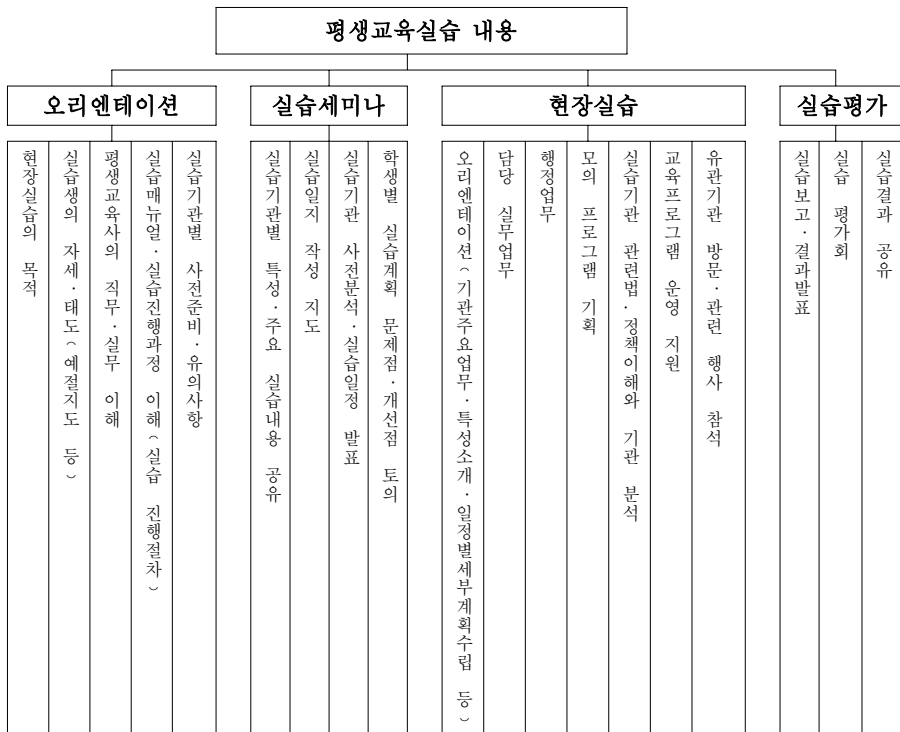 평생교육실습 내용
오리엔테이션
현장실습의 목적
실습생의 자세·태도(예절지도 등)
평생교육사의 직무·실무 이해
실습매뉴얼·실습진행과정 이해(실습 진행절차)
실습기관별 사전준비·유의사항
실습세미나
실습기관별 특성·주요 실습내용 공유
실습일지 작성 지도
실습기관 사전분석·실습일정 발표
학생별 실습계획 문제점·개선점 토의
현장실습
오리엔테이션(기관주요업무·특성소개·일정별세부계획수립 등)
담당 실무업무
행정업무
모의 프로그램 기획
실습기관 관련법·정책이해와 기관 분석
교육프로그램 운영 지원
유관기관 방문·관련 행사 참석
실습평가
실습보고·결과발표
실습 평가회
실습결과 공유